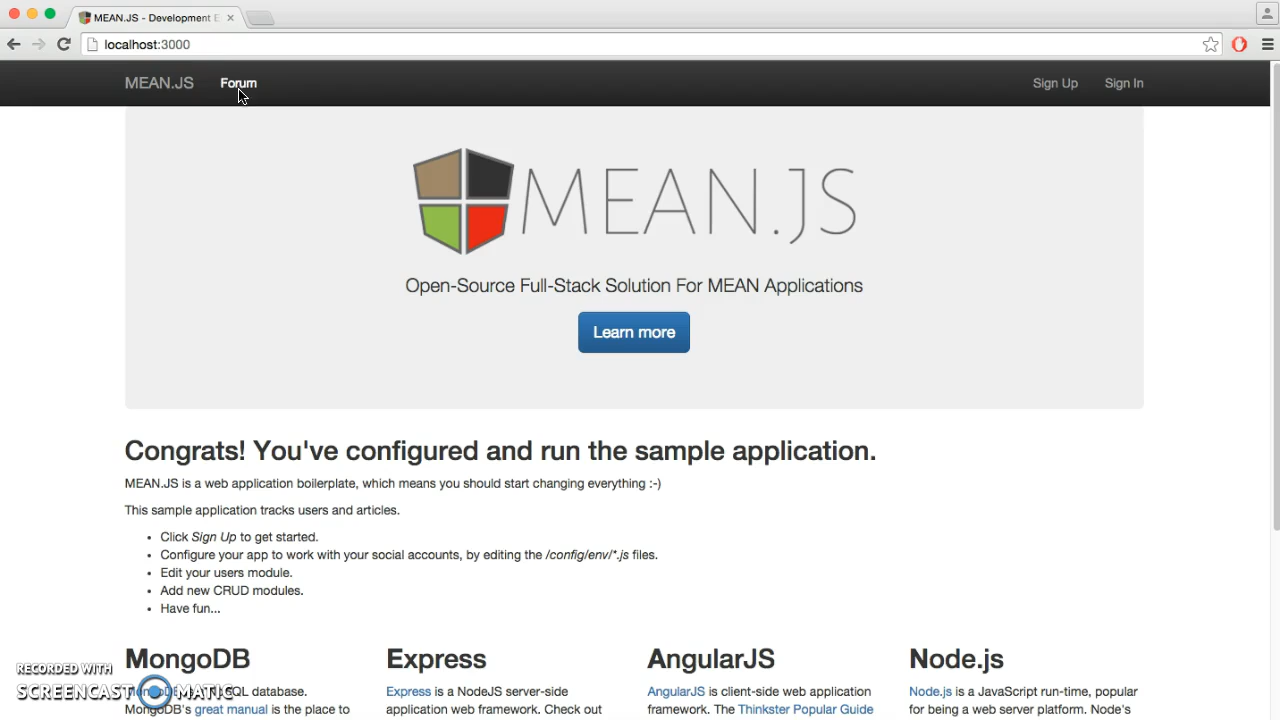 MEAN.JS - Development E
localhost:3000
MEAN.JS Forum Sign Up Sign In
MEAN.JS
Open-Source Full-Stack Solution For MEAN Applications
Learn more
Congrats! You've configured and run the sample application.
MEAN.JS is a web application boilerplate, which means you should start changing everything :-)
This sample application tracks users and articles.
Click Sign Up to get started.
Configure your app to work with your social accounts, by editing the /config/env/*.js files.
Edit your users module.
Add new CRUD modules.
Have fun...
MongoDB
database.
MongoDB's great manual is the place to
Express
Express is a NodeJS server-side
application web framework. Check out
AngularJS
AngularJS is client-side web application
framework. The Thinkster Popular Guide
Node.js
Node.js is a JavaScript run-time, popular
for being a web server platform. Node's
RECORDED WITH
SCREENCAST MATIC